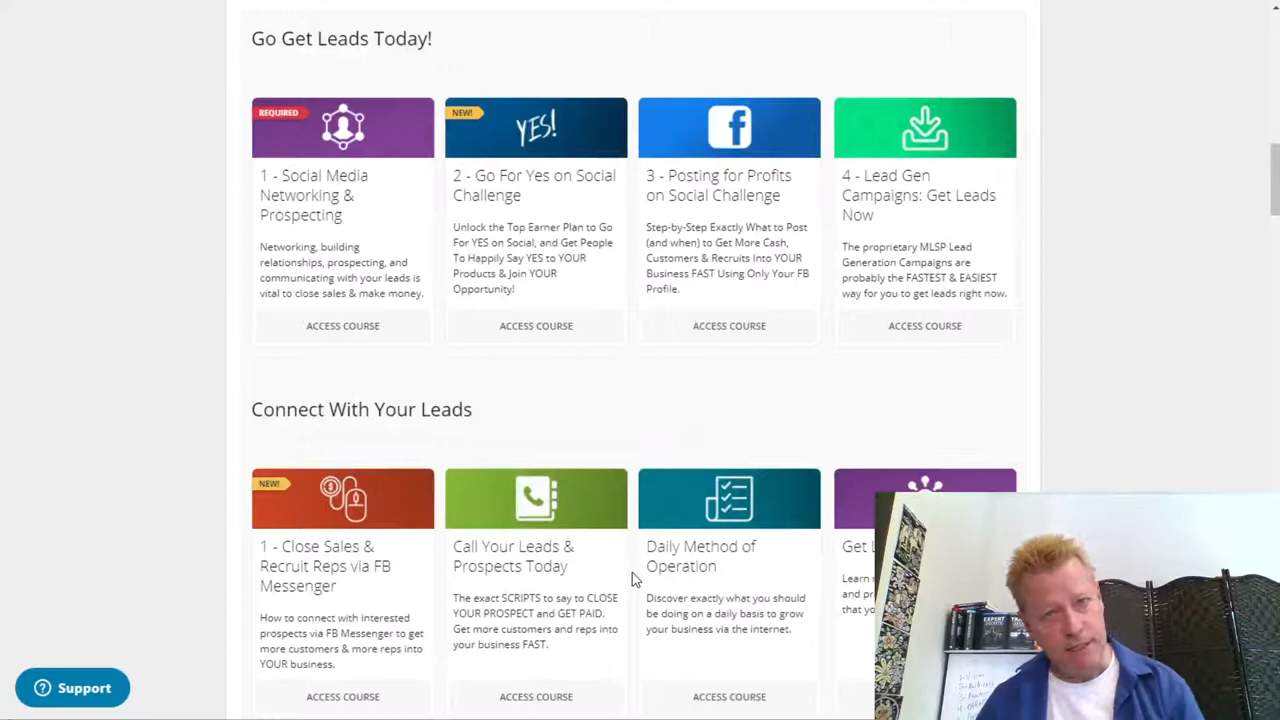 Go Get Leads Today!
REQUIRED
1 - Social Media
Networking &
Prospecting
Networking, building
relationships, prospecting, and
communicating with your leads is
vital to close sales & make money.
ACCESS COURSE
NEW!
YES!
2 - Go For Yes on Social
Challenge
Unlock the Top Earner Plan to Go
For YES on Social, and Get People
To Happily Say YES to YOUR
Products & Join YOUR
Opportunity!
ACCESS COURSE
3 - Posting for Profits
on Social Challenge
Step-by-Step Exactly What to Post
(and when) to Get More Cash,
Customers & Recruits Into YOUR
Business FAST Using Only Your FB
Profile.
ACCESS COURSE
4 - Lead Gen
Campaigns: Get Leads
Now
The proprietary MLSP Lead
Generation Campaigns are
probably the FASTEST & EASIEST
way for you to get leads right now.
ACCESS COURSE
Connect With Your Leads
NEW!
1 - Close Sales &
Recruit Reps via FB
Messenger
How to connect with interested
prospects via FB Messenger to get
more customers & more reps into
YOUR business.
ACCESS COURSE
Call Your Leads &
Prospects Today
The exact SCRIPTS to say to CLOSE
YOUR PROSPECT and GET PAID.
Get more customers and reps into
your business FAST.
ACCESS COURSE
Daily Method of
Operation
Discover exactly what you should
be doing on a daily basis to grow
your business via the internet.
ACCESS COURSE
Get
Learn
and
that
EXPERT
Support